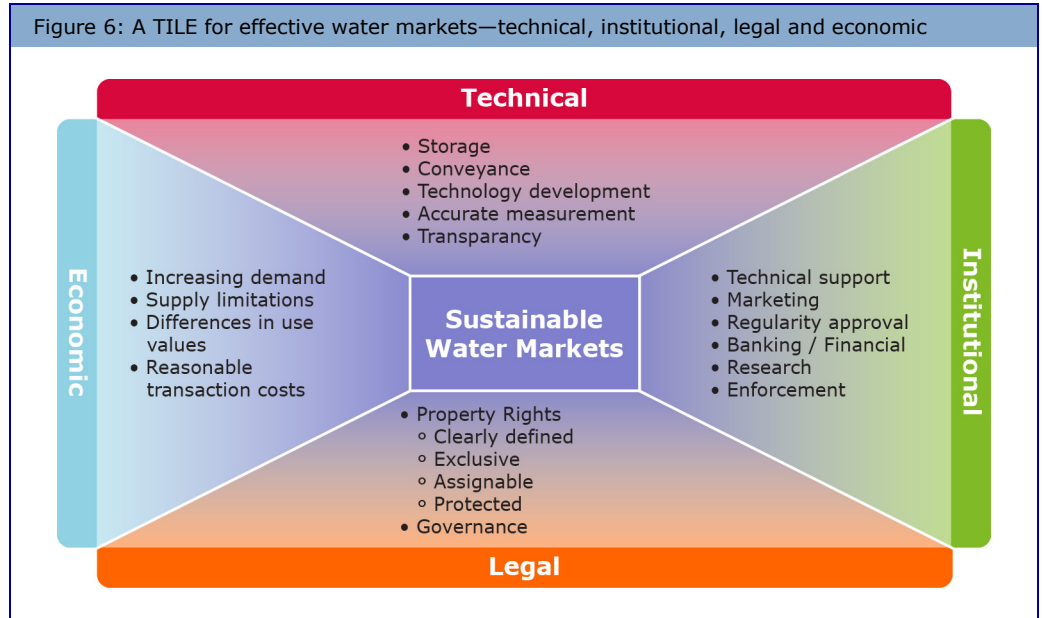 Figure 6: A TILE for effective water markets—technical, institutional, legal and economic
Technical
• Storage
• Conveyance
• Technology development
• Accurate measurement
• Transparancy
Economic
• Increasing demand
• Supply limitations
• Differences in use
values
• Reasonable
transaction costs
Sustainable
Water Markets
• Technical support
• Marketing
• Regularity approval
• Banking / Financial
• Research
• Enforcement
Institutional
• Property Rights
◦ Clearly defined
◦ Exclusive
◦ Assignable
◦ Protected
• Governance
Legal